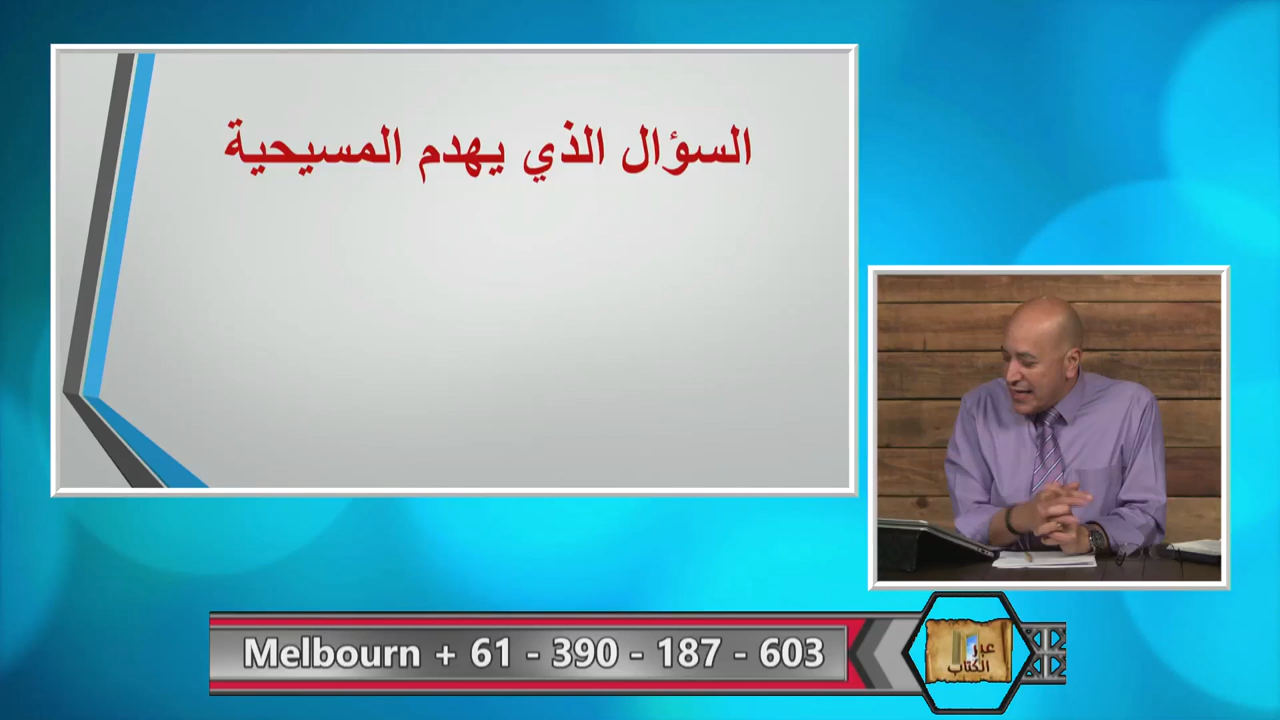 السؤال الذي يهدم المسيحية
Melbourn + 61 - 390 - 187 - 603
عبر
الكتاب